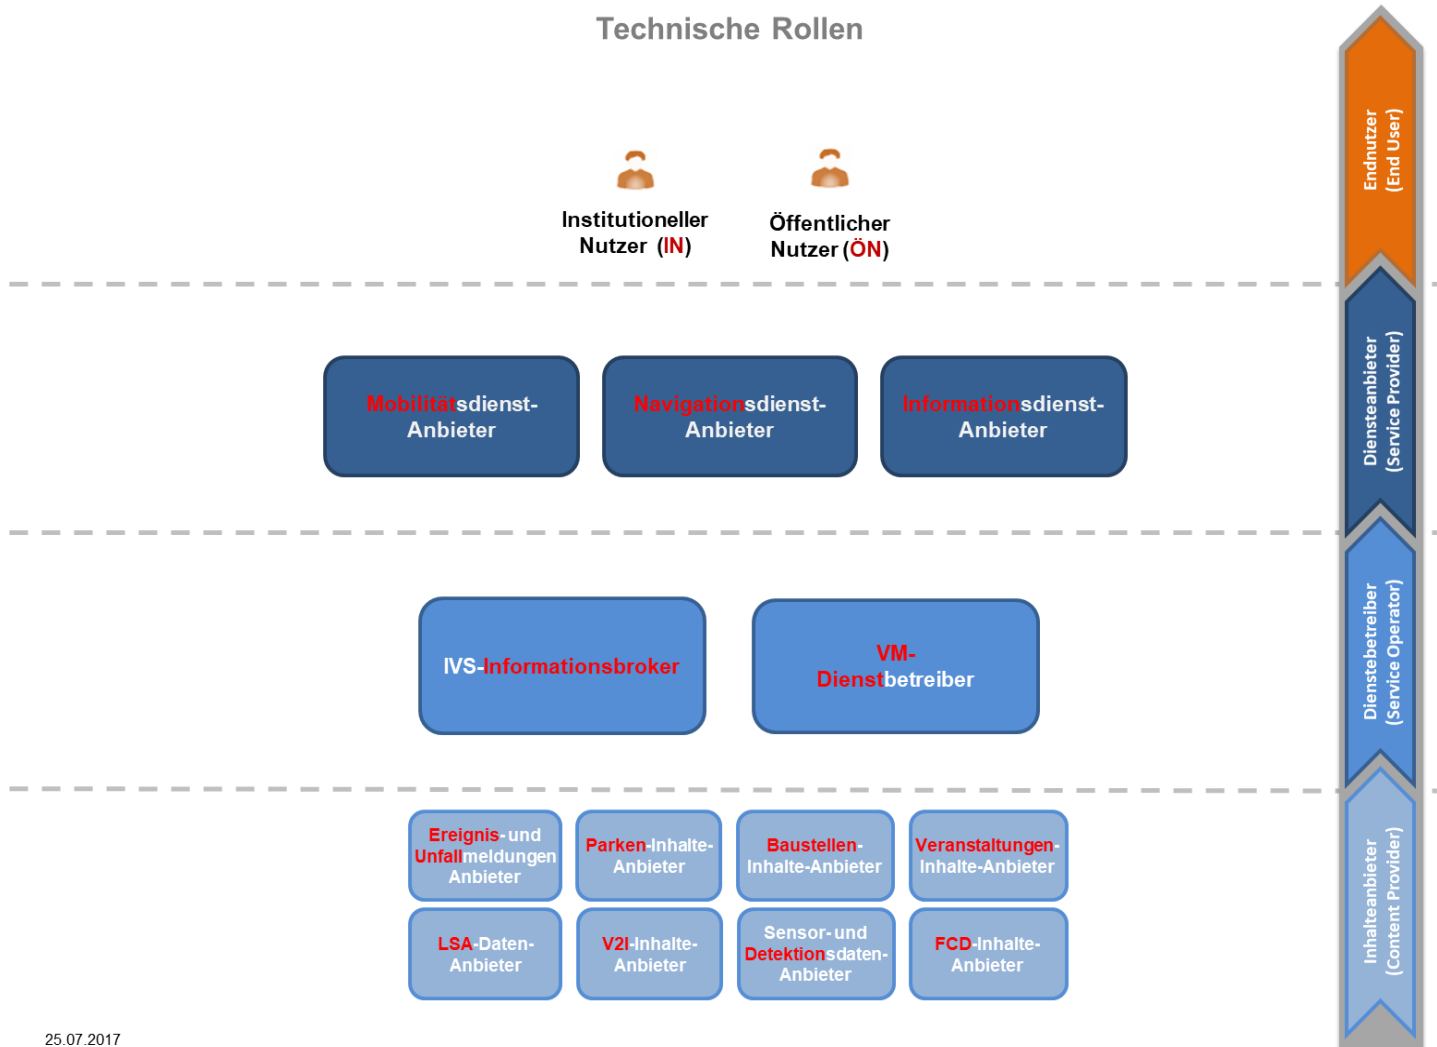 Technische Rollen
Institutioneller
Nutzer (IN)
Öffentlicher
Nutzer (ÖN)
Endnutzer
(End User)
Mobilitätsdienst-
Anbieter
Navigationsdienst-
Anbieter
Informationsdienst-
Anbieter
Diensteanbieter
(Service Provider)
IVS-Informationsbroker
VM-
Dienstbetreiber
Dienstebetreiber
(Service Operator)
Ereignis- und
Unfallmeldungen
Anbieter
Parken-Inhalte-
Anbieter
Baustellen-
Inhalte-Anbieter
Veranstaltungen-
Inhalte-Anbieter
LSA-Daten-
Anbieter
V2I-Inhalte-
Anbieter
Sensor- und
Detektionsdaten-
Anbieter
FCD-Inhalte-
Anbieter
Inhalteanbieter
(Content Provider)
25.07.2017